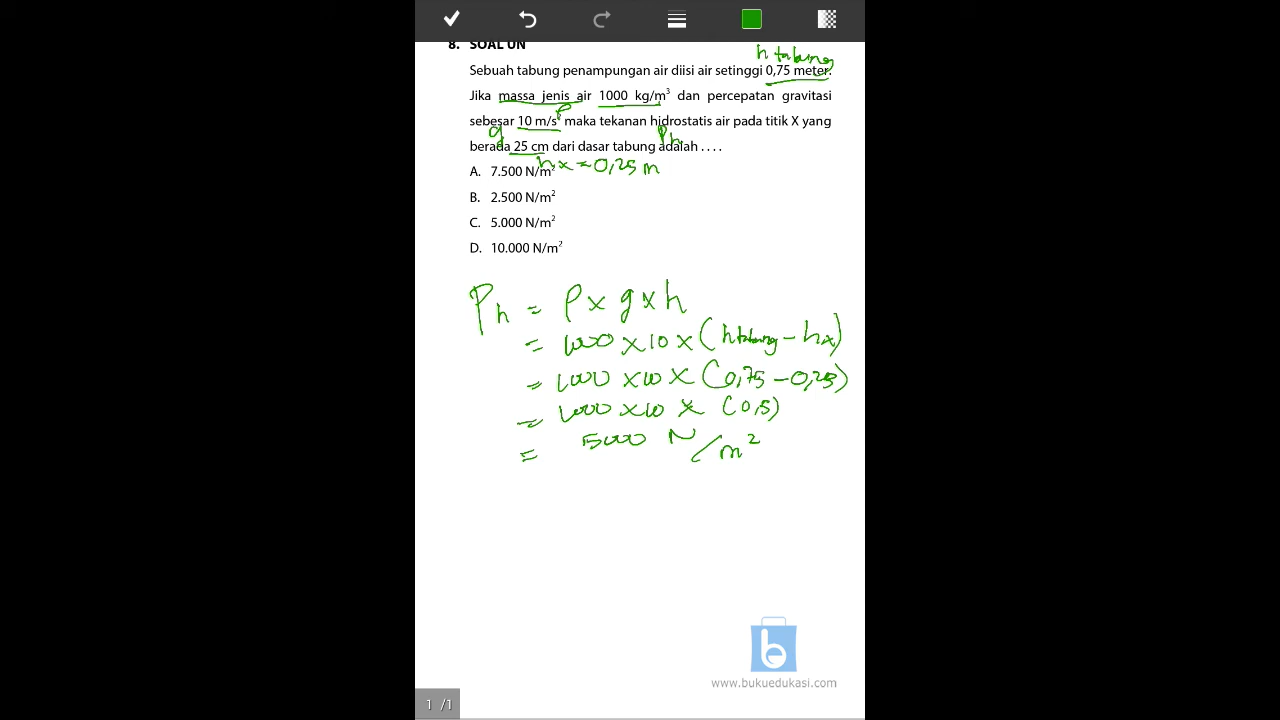 8. SOAL UN
h tabung
Sebuah tabung penampungan air diisi air setinggi 0,75 meter.
Jika massa jenis air 1000 kg/m³ dan percepatan gravitasi
ρ
sebesar 10 m/s² maka tekanan hidrostatis air pada titik X yang
g Ph
berada 25 cm dari dasar tabung adalah . . . .
hx = 0,25 m
A. 7.500 N/m²
B. 2.500 N/m²
C. 5.000 N/m²
D. 10.000 N/m²
Ph = ρ x g x h
= 1000 x 10 x (h tabung - hx)
= 1000 x 10 x (0,75 - 0,25)
= 1000 x 10 x (0,5)
= 5000 N/m²
www.bukuedukasi.com
1 /1